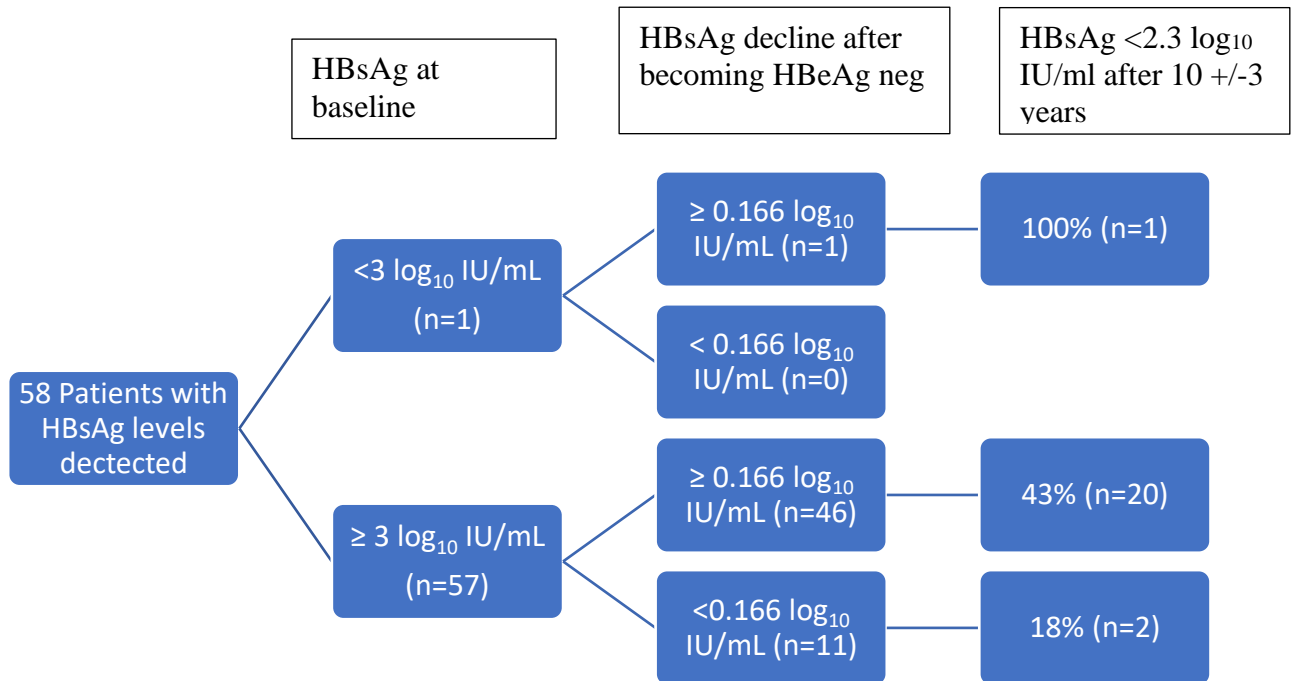 HBsAg at
baseline
HBsAg decline after
becoming HBeAg neg
HBsAg <2.3 log₁₀
IU/ml after 10 +/-3
years
58 Patients with
HBsAg levels
dectected
<3 log₁₀ IU/mL
(n=1)
≥ 3 log₁₀ IU/mL
(n=57)
≥ 0.166 log₁₀
IU/mL (n=1)
< 0.166 log₁₀
IU/mL (n=0)
≥ 0.166 log₁₀
IU/mL (n=46)
<0.166 log₁₀
IU/mL (n=11)
100% (n=1)
43% (n=20)
18% (n=2)